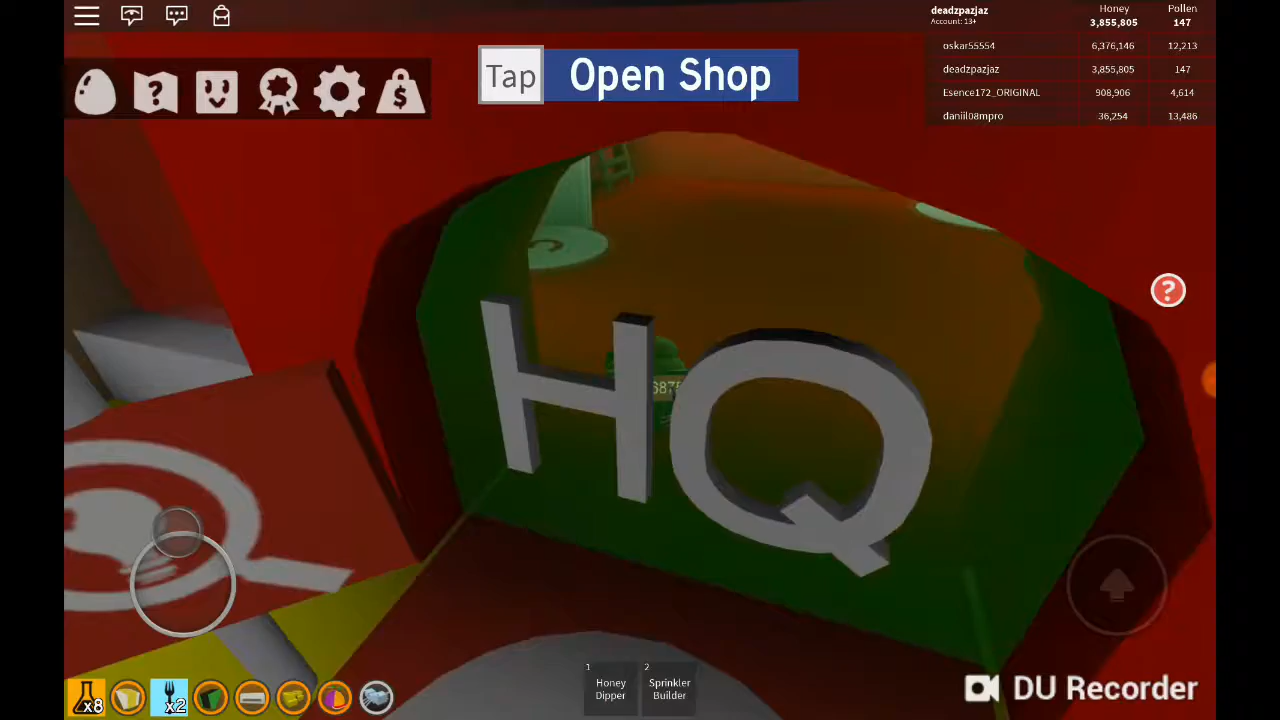 deadzpazjaz
Account: 13+
Honey
3,855,805
Pollen
147
oskar55554 6,376,146 12,213
deadzpazjaz 3,855,805 147
Esence172_ORIGINAL 908,906 4,614
daniil08mpro 36,254 13,486
Tap Open Shop
?
$
?
HQ
1 Honey Dipper
2 Sprinkler Builder
x8
x2
DU Recorder